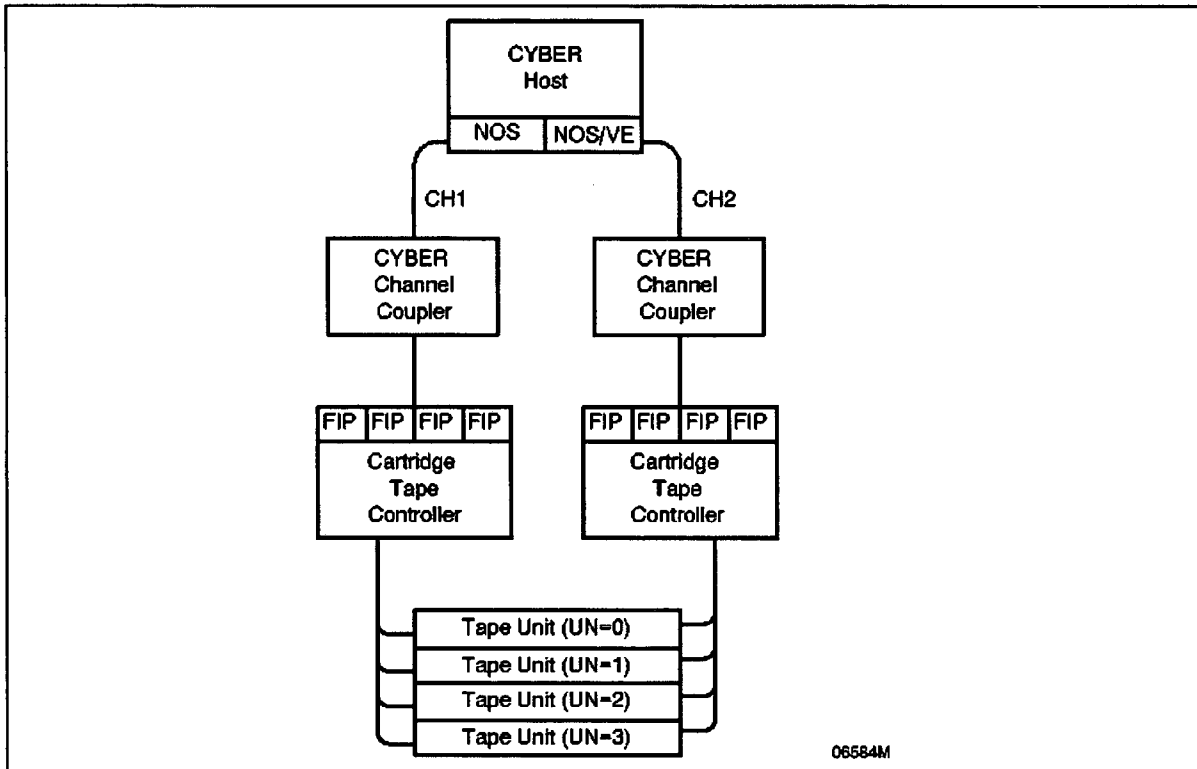 CYBER
Host
NOS NOS/VE
CH1 CH2
CYBER
Channel
Coupler
CYBER
Channel
Coupler
FIP FIP FIP FIP
Cartridge
Tape
Controller
FIP FIP FIP FIP
Cartridge
Tape
Controller
Tape Unit (UN=0)
Tape Unit (UN=1)
Tape Unit (UN=2)
Tape Unit (UN=3)
06584M